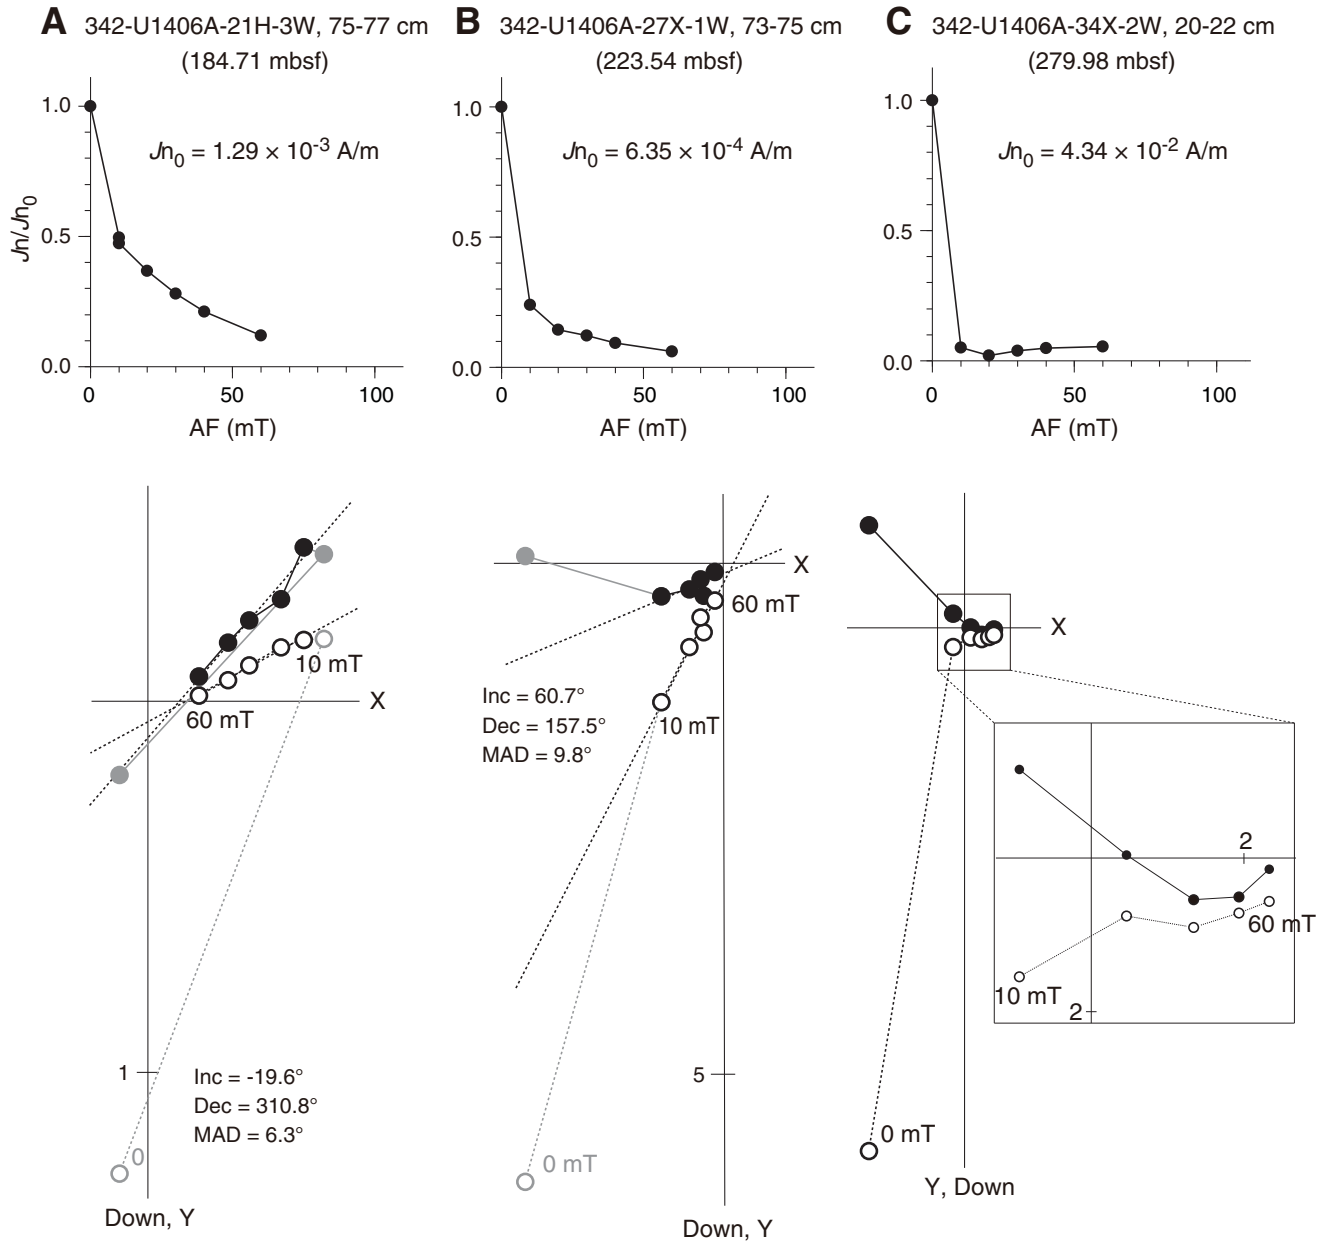 A 342-U1406A-21H-3W, 75-77 cm
(184.71 mbsf)
1.0
Jn0 = 1.29 × 10-3 A/m
Jn/Jn0
0.5
0.0
0 50 100
AF (mT)
B 342-U1406A-27X-1W, 73-75 cm
(223.54 mbsf)
1.0
Jn0 = 6.35 × 10-4 A/m
0.5
0.0
0 50 100
AF (mT)
C 342-U1406A-34X-2W, 20-22 cm
(279.98 mbsf)
1.0
Jn0 = 4.34 × 10-2 A/m
0.5
0.0
0 50 100
AF (mT)
10 mT
X
60 mT
1
Inc = -19.6°
Dec = 310.8°
MAD = 6.3°
0
Down, Y
X
60 mT
Inc = 60.7°
Dec = 157.5°
MAD = 9.8°
10 mT
5
0 mT
Down, Y
X
2
60 mT
10 mT
2
0 mT
Y, Down